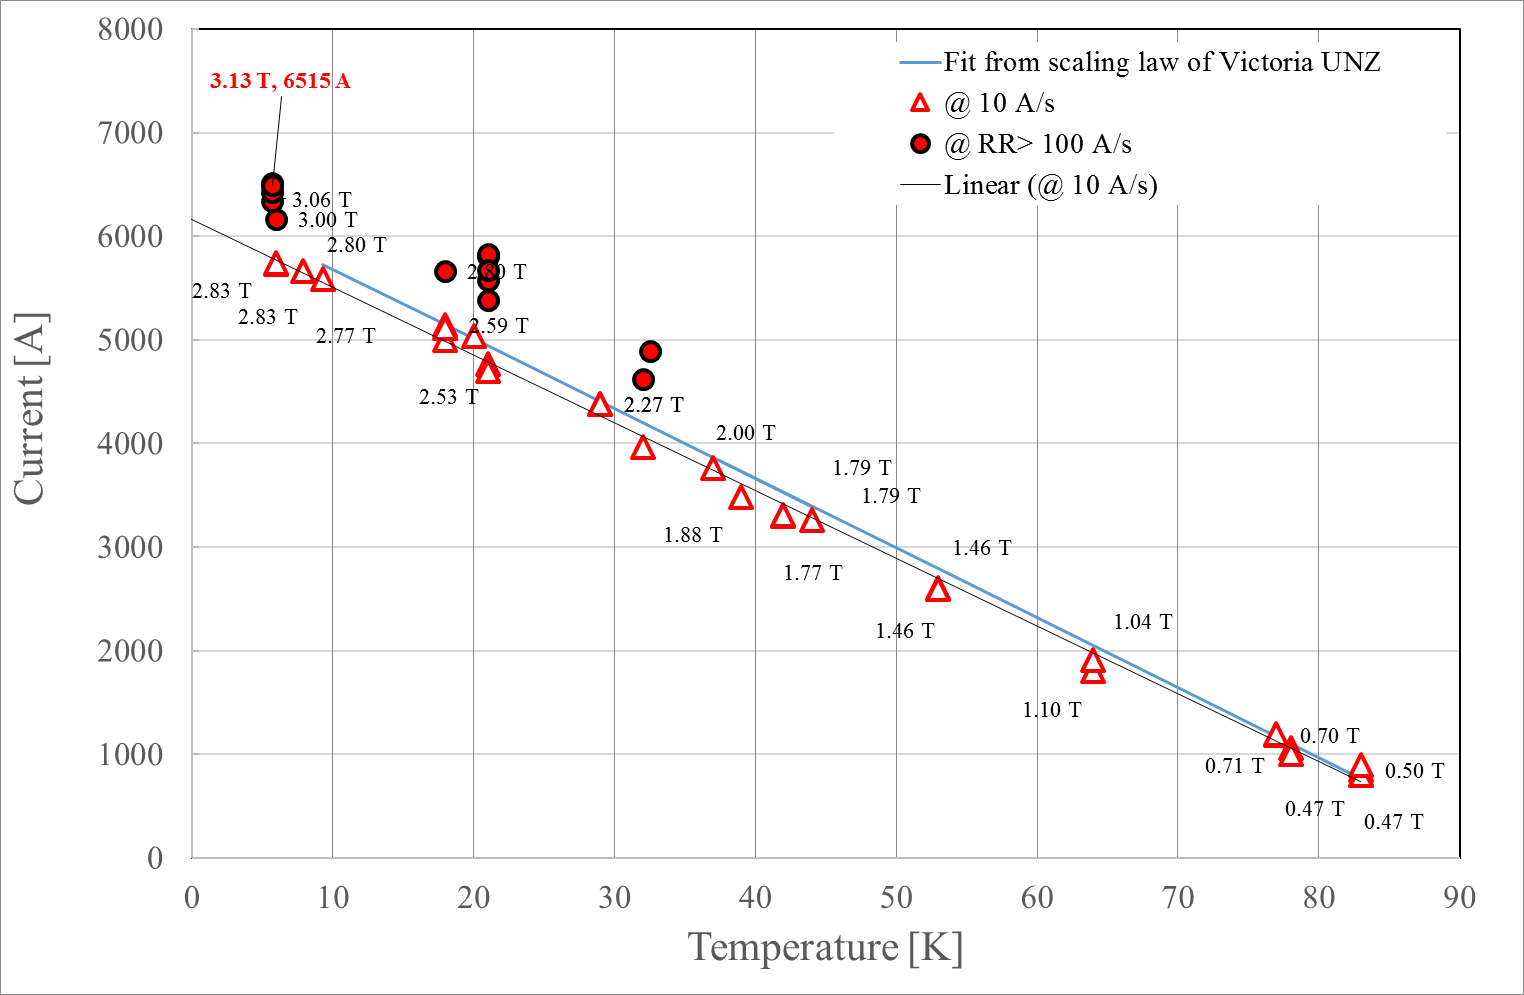 8000
7000
6000
5000
4000
3000
2000
1000
0
Current [A]
3.13 T, 6515 A
Fit from scaling law of Victoria UNZ
@ 10 A/s
@ RR> 100 A/s
Linear (@ 10 A/s)
3.06 T
3.00 T
2.80 T
2.83 T
2.83 T
2.77 T
2.80 T
2.59 T
2.53 T
2.27 T
2.00 T
1.79 T
1.79 T
1.88 T
1.77 T
1.46 T
1.46 T
1.04 T
1.10 T
0.70 T
0.71 T
0.50 T
0.47 T
0.47 T
0 10 20 30 40 50 60 70 80 90
Temperature [K]